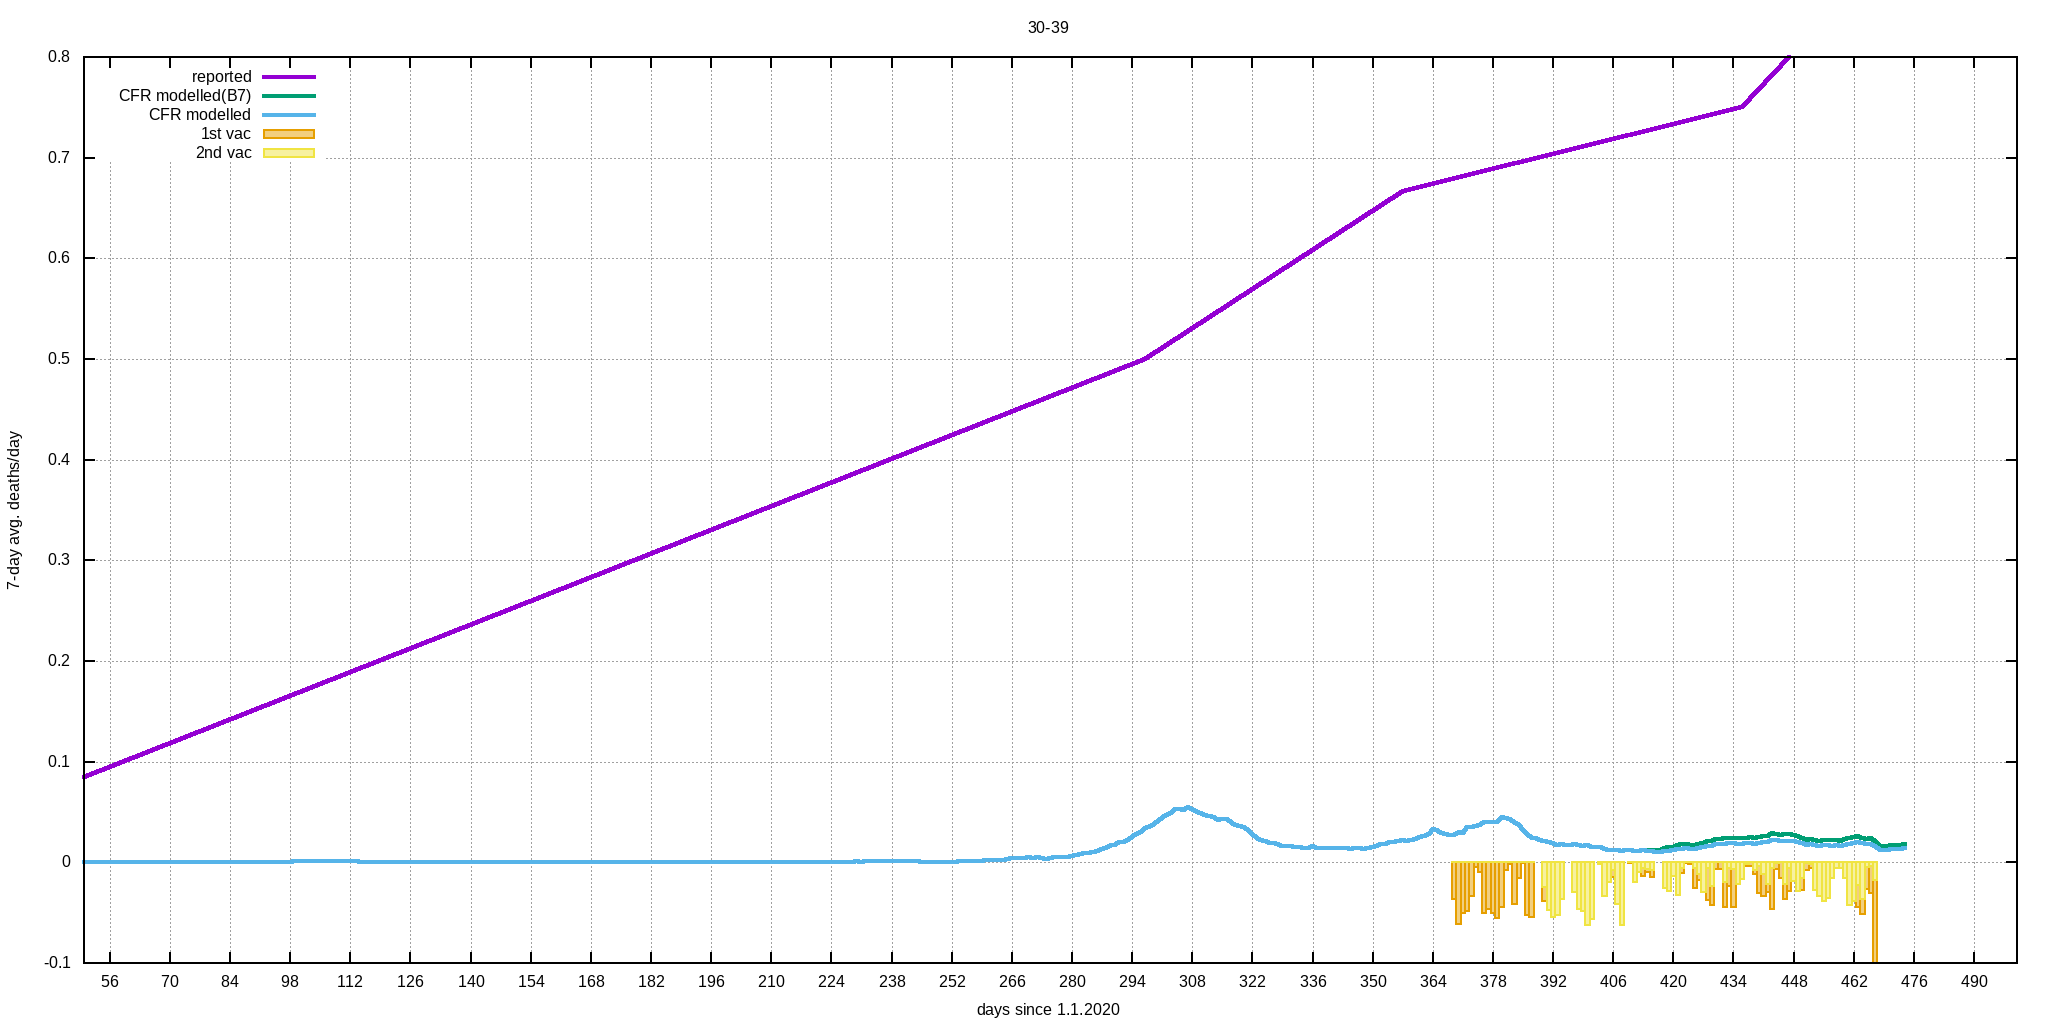 30-39
reported
CFR modelled(B7)
CFR modelled
1st vac
2nd vac
0.8
0.7
0.6
0.5
0.4
0.3
0.2
0.1
0
-0.1
7-day avg. deaths/day
56 70 84 98 112 126 140 154 168 182 196 210 224 238 252 266 280 294 308 322 336 350 364 378 392 406 420 434 448 462 476 490
days since 1.1.2020